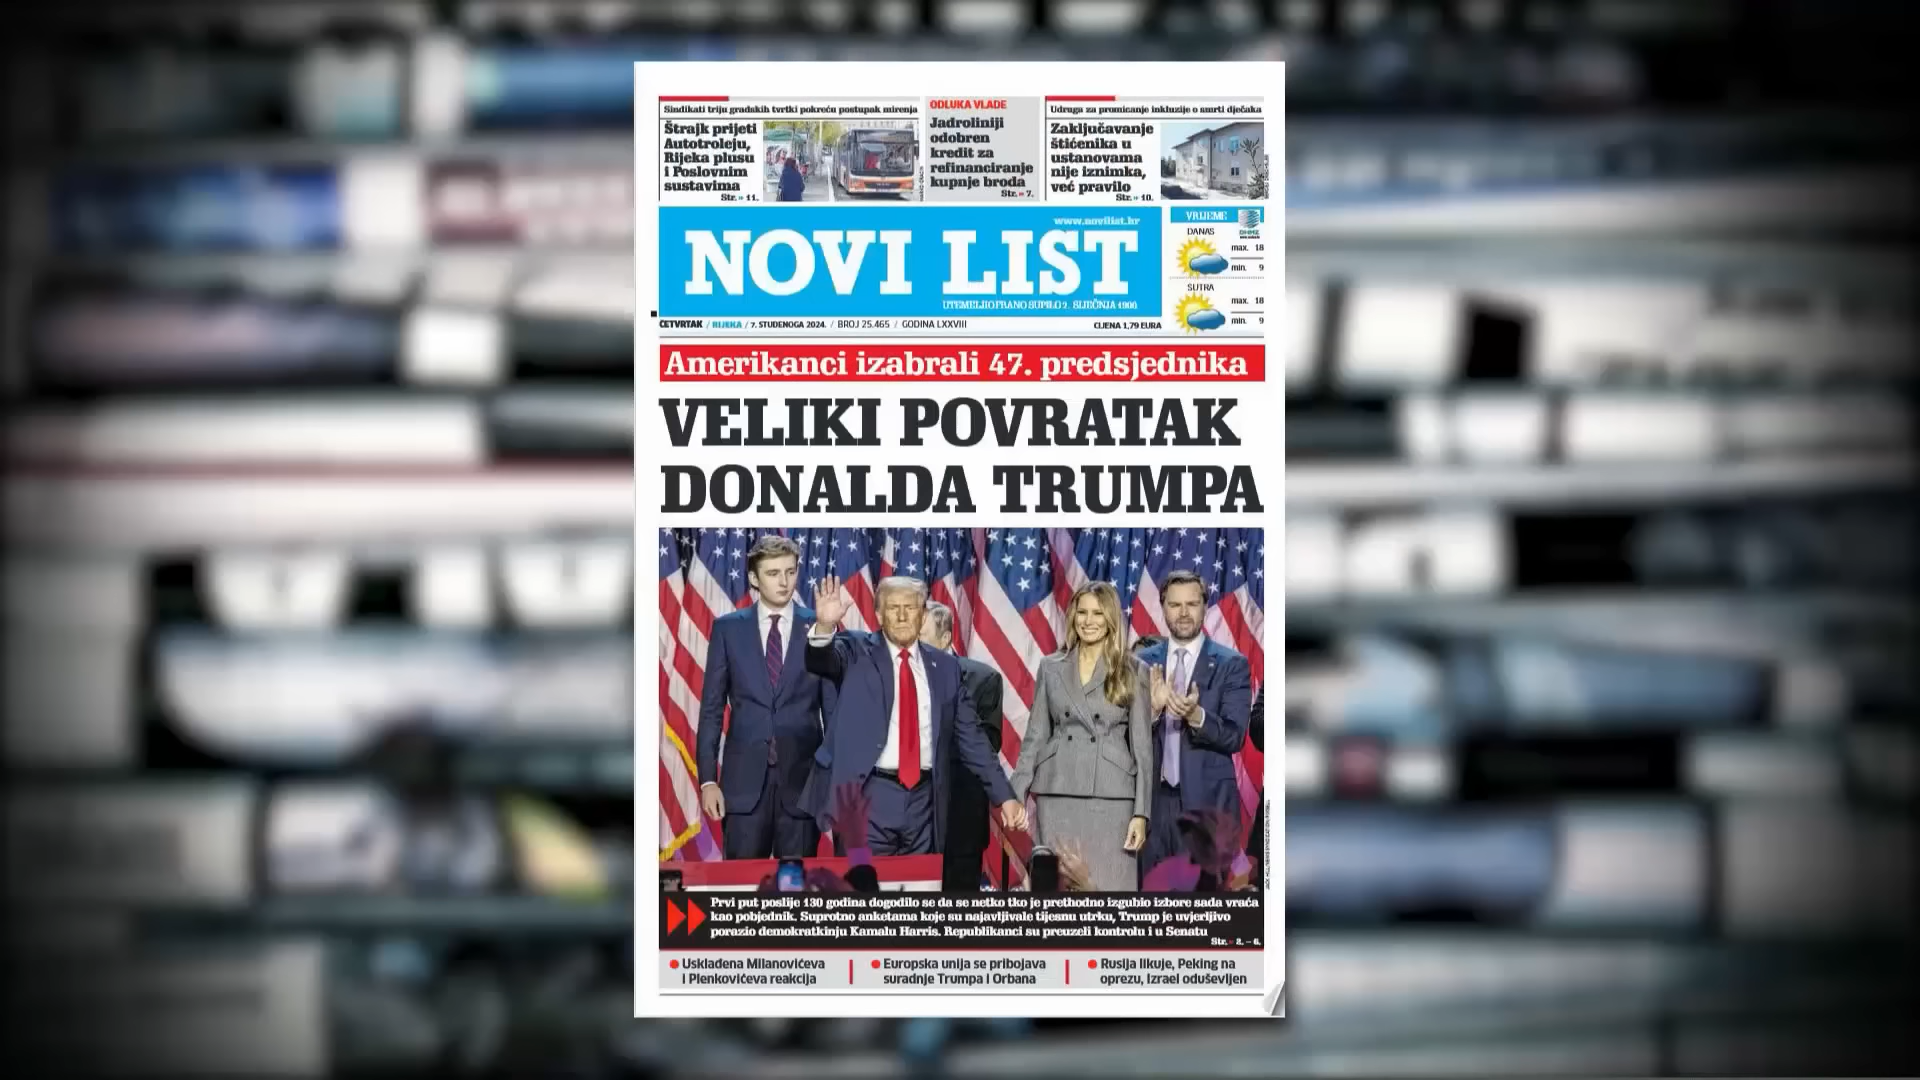 Sindikati triju gradskih tvrtki pokreću postupak mirenja
Štrajk prijeti
Autotroleju,
Rijeka plusu
i Poslovnim
sustavima
Str. » 11.
ODLUKA VLADE
Jadroliniji
odobren
kredit za
refinanciranje
kupnje broda
Str. » 7.
Udruga za promicanje inkluzije o smrti dječaka
Zaključavanje
štićenika u
ustanovama
nije iznimka,
već pravilo
Str. » 10.
www.novilist.hr
NOVI LIST
UTEMELJIO FRANO SUPILO 2. SIJEČNJA 1900.
VRIJEME
DHMZ
DANAS
max. 18
min. 9
SUTRA
max. 18
min. 9
ČETVRTAK / RIJEKA / 7. STUDENOGA 2024. / BROJ 25.465 / GODINA LXXVIII
CIJENA 1,79 EURA
Amerikanci izabrali 47. predsjednika
VELIKI POVRATAK
DONALDA TRUMPA
Prvi put poslije 130 godina dogodilo se da se netko tko je prethodno izgubio izbore sada vraća
kao pobjednik. Suprotno anketama koje su najavljivale tijesnu utrku, Trump je uvjerljivo
porazio demokratkinju Kamalu Harris. Republikanci su preuzeli kontrolu i u Senatu
Str. » 2. – 6.
Usklađena Milanovićeva
i Plenkovićeva reakcija
Europska unija se pribojava
suradnje Trumpa i Orbana
Rusija likuje, Peking na
oprezu, Izrael oduševljen